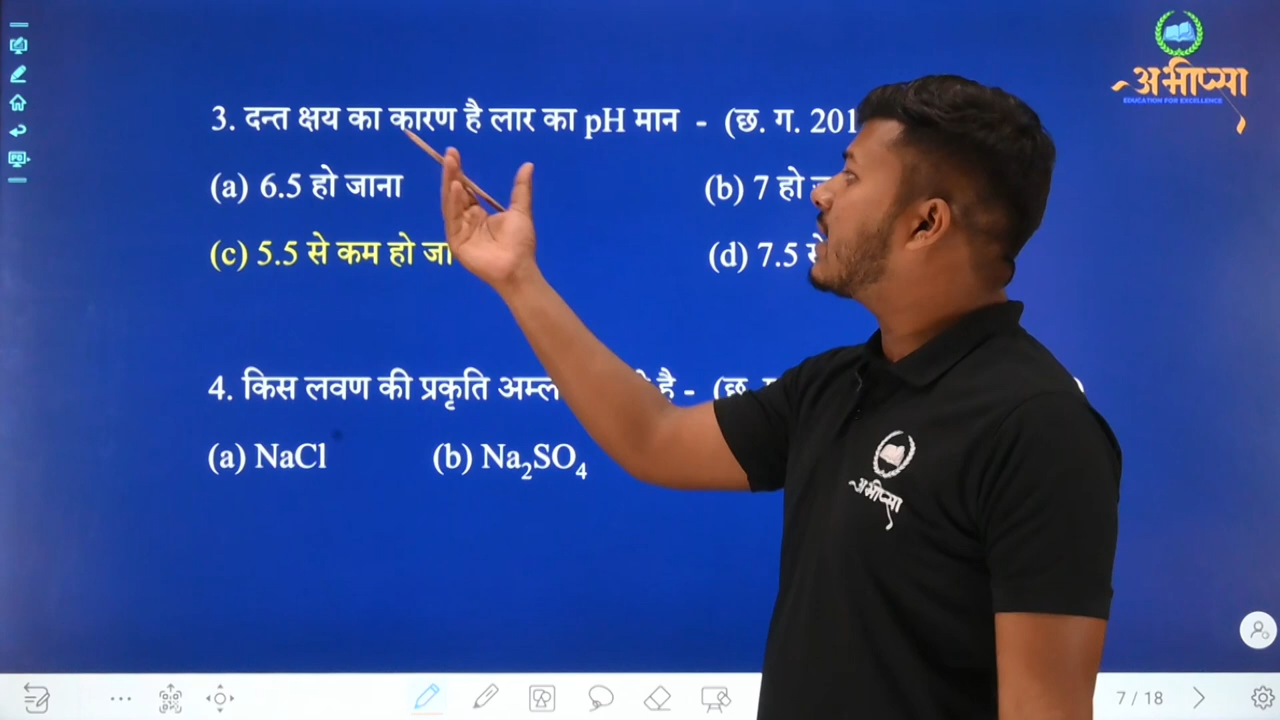 अभीप्सा
EDUCATION FOR EXCELLENCE
3. दन्त क्षय का कारण है लार का pH मान - (छ. ग. 201
(a) 6.5 हो जाना
(b) 7 हो
(c) 5.5 से कम हो जा
(d) 7.5
4. किस लवण की प्रकृति अम्ल है - (छ.
(a) NaCl
(b) Na₂SO₄
अभीप्सा
7 / 18